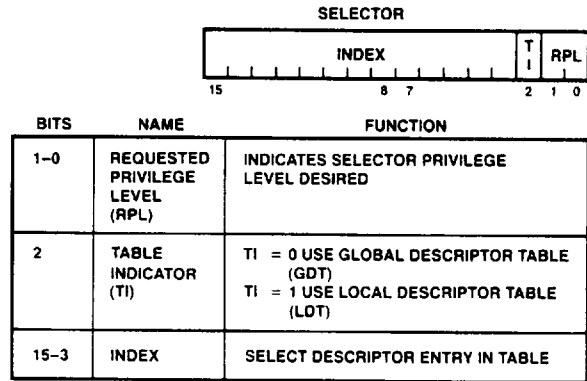 SELECTOR
INDEX
T
I
RPL
15 8 7 2 1 0
BITS NAME FUNCTION
1–0 REQUESTED INDICATES SELECTOR PRIVILEGE
PRIVILEGE LEVEL DESIRED
LEVEL
(RPL)
2 TABLE TI = 0 USE GLOBAL DESCRIPTOR TABLE
INDICATOR (GDT)
(TI) TI = 1 USE LOCAL DESCRIPTOR TABLE
(LDT)
15–3 INDEX SELECT DESCRIPTOR ENTRY IN TABLE